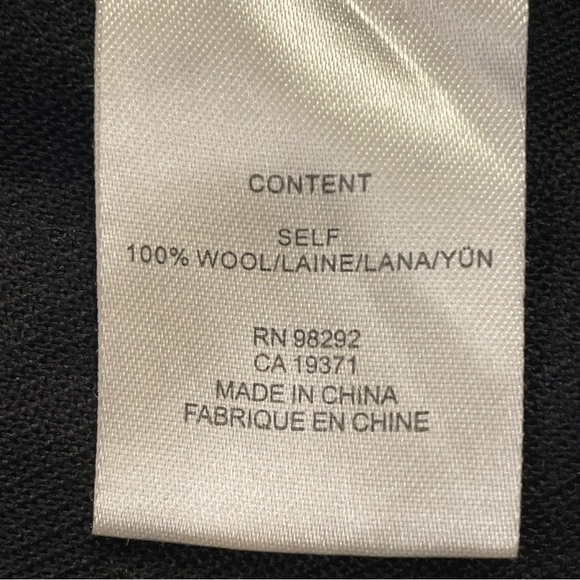 CONTENT
SELF
100% WOOL/LAINE/LANA/YÜN
RN 98292
CA 19371
MADE IN CHINA
FABRIQUE EN CHINE